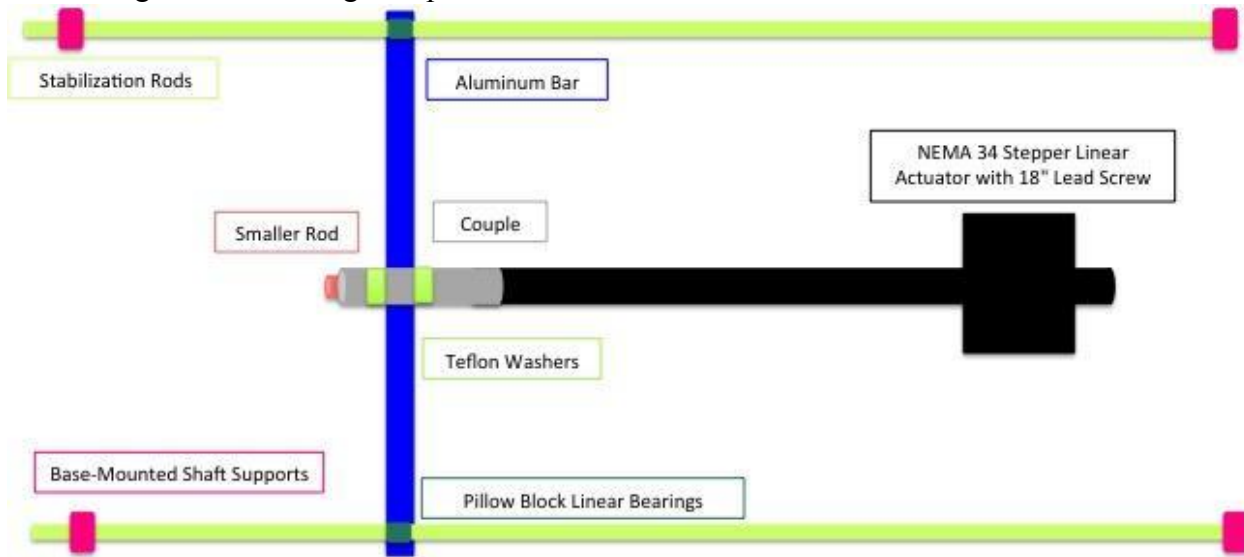 Stabilization Rods
Aluminum Bar
NEMA 34 Stepper Linear
Actuator with 18" Lead Screw
Smaller Rod
Couple
Teflon Washers
Base-Mounted Shaft Supports
Pillow Block Linear Bearings